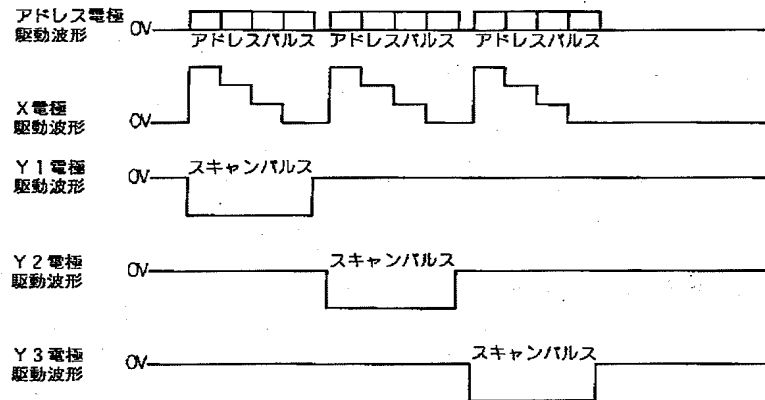 アドレス電極
駆動波形
0V
アドレスパルス アドレスパルス アドレスパルス
X電極
駆動波形
0V
Y1電極
駆動波形
0V
スキャンパルス
Y2電極
駆動波形
0V
スキャンパルス
Y3電極
駆動波形
0V
スキャンパルス